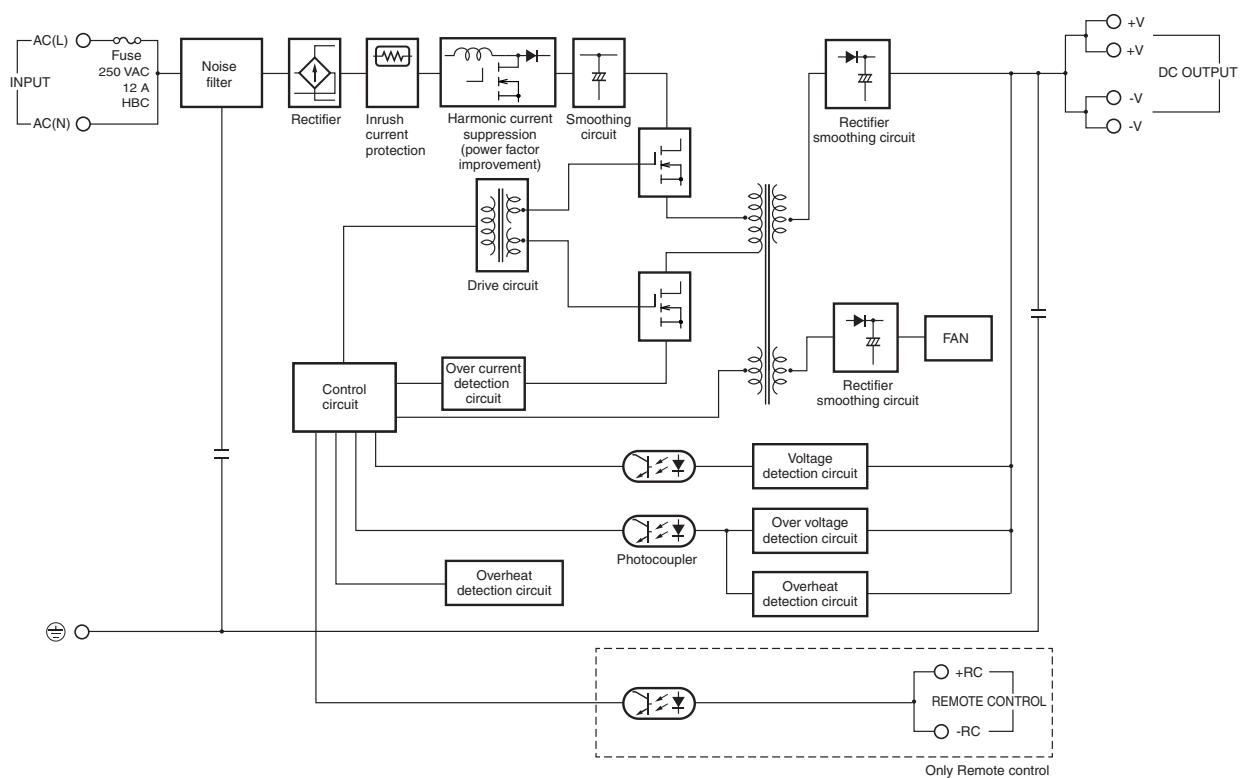 AC(L)
Fuse
250 VAC
12 A
HBC
INPUT
AC(N)
Noise
filter
Rectifier
Inrush
current
protection
Harmonic current
suppression
(power factor
improvement)
Smoothing
circuit
Rectifier
smoothing circuit
+V
+V
DC OUTPUT
-V
-V
Drive circuit
Control
circuit
Over current
detection
circuit
Rectifier
smoothing circuit
FAN
Voltage
detection circuit
Over voltage
detection circuit
Photocoupler
Overheat
detection circuit
Overheat
detection circuit
+RC
REMOTE CONTROL
-RC
Only Remote control